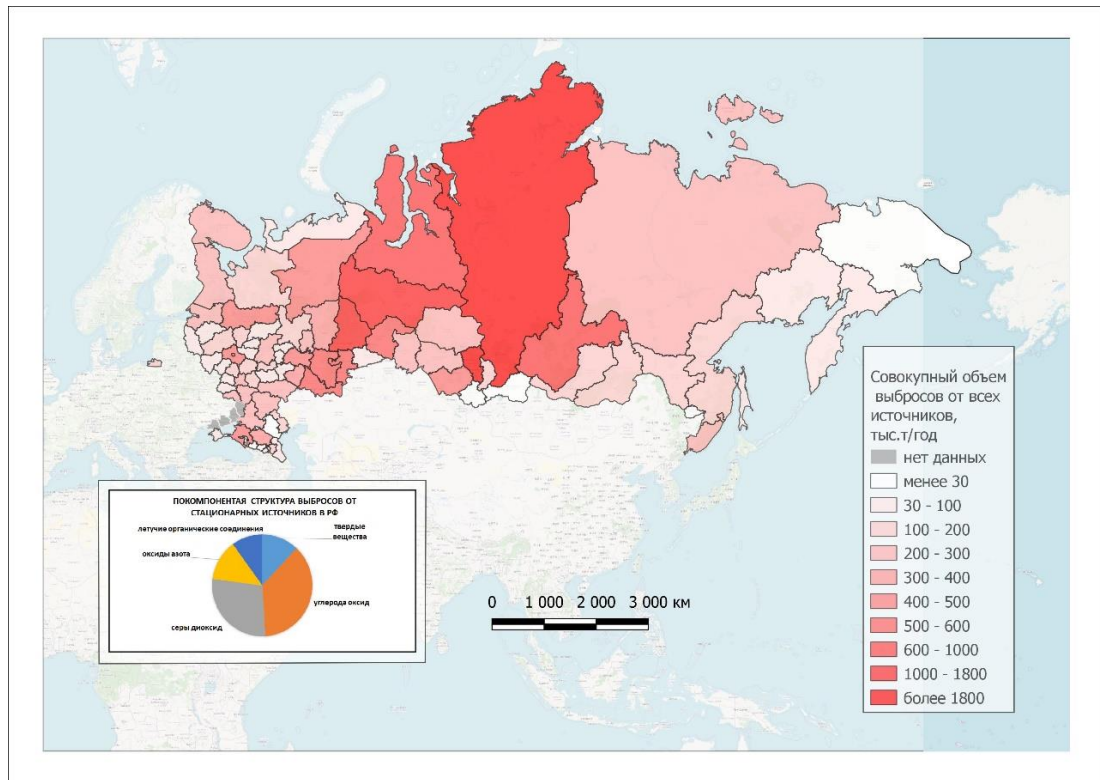 Совокупный объем
выбросов от всех
источников,
тыс.т/год
нет данных
менее 30
30 - 100
100 - 200
200 - 300
300 - 400
400 - 500
500 - 600
600 - 1000
1000 - 1800
более 1800
ПОКОМПОНЕНТАЯ СТРУКТУРА ВЫБРОСОВ ОТ
СТАЦИОНАРНЫХ ИСТОЧНИКОВ В РФ
летучие органические соединения
твердые
вещества
оксиды азота
углерода оксид
серы диоксид
0 1 000 2 000 3 000 км